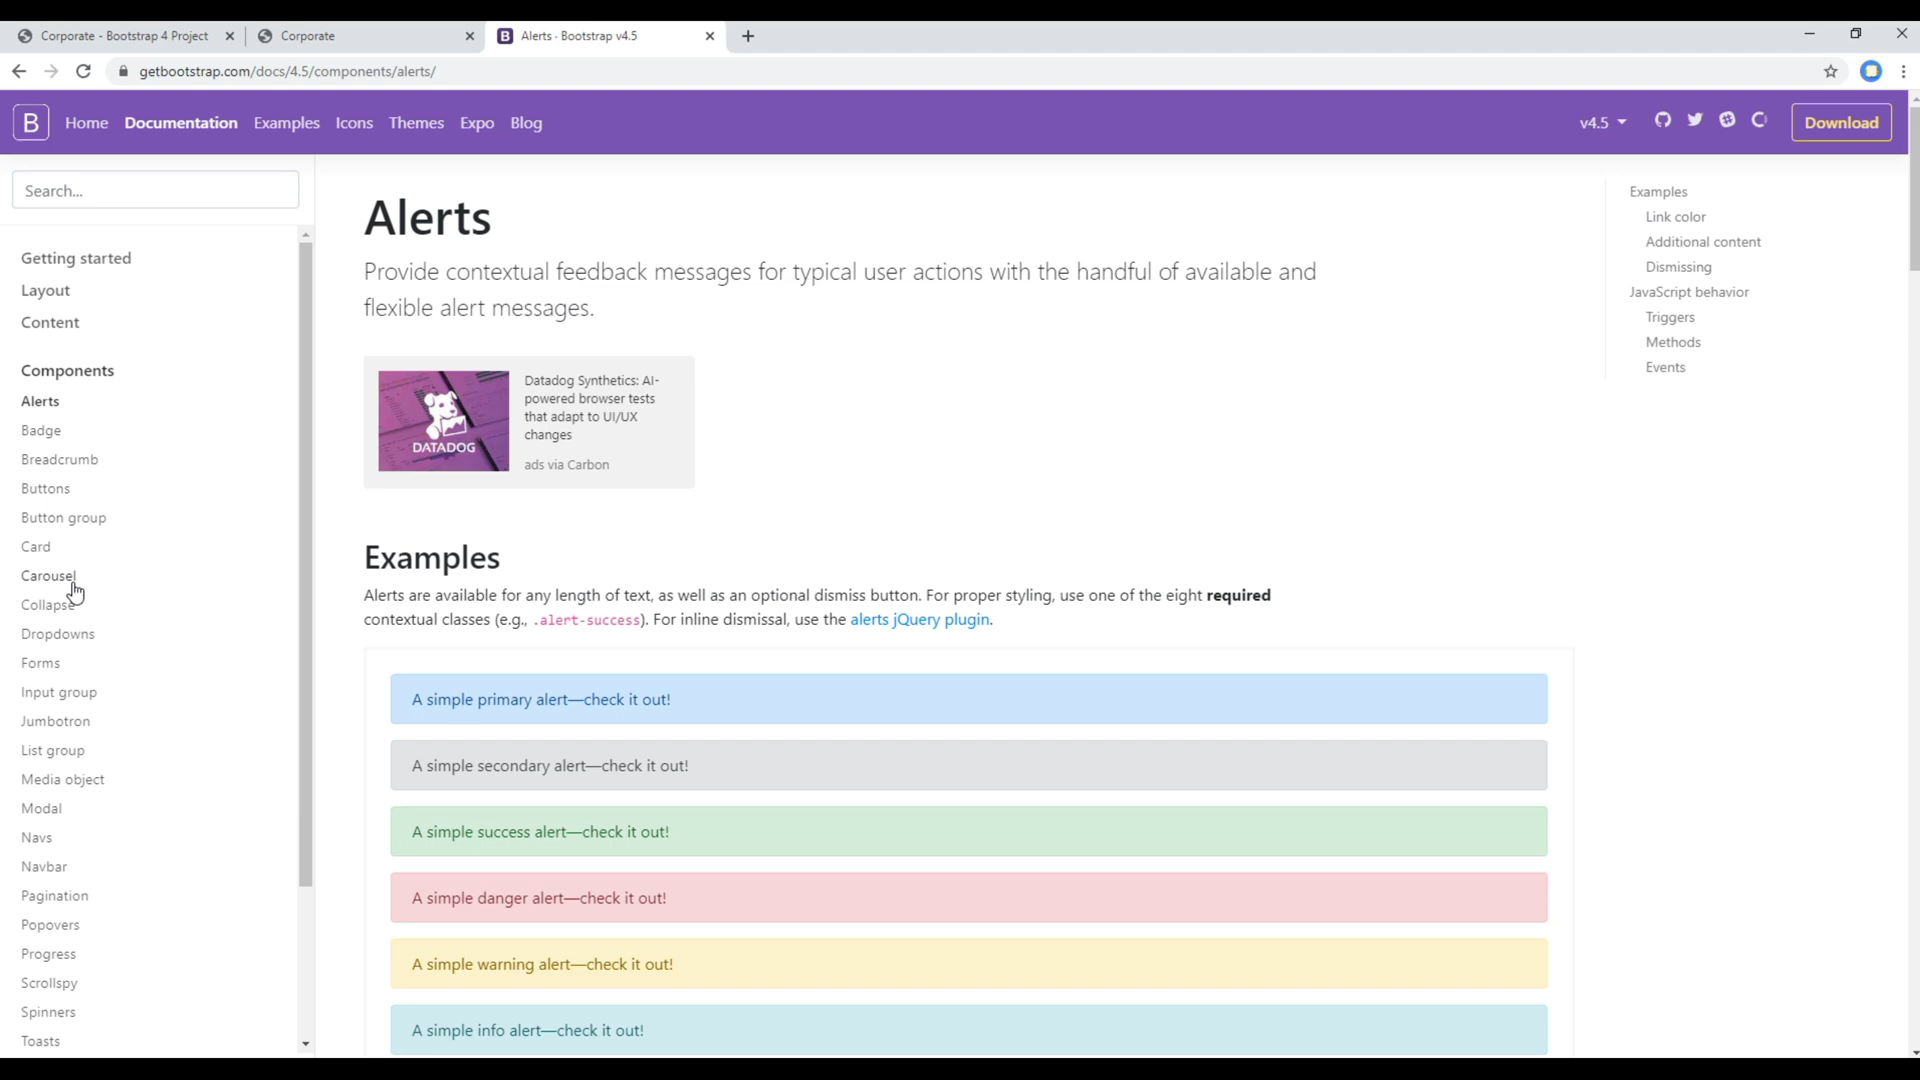 Corporate - Bootstrap 4 Project
Corporate
B Alerts · Bootstrap v4.5
getbootstrap.com/docs/4.5/components/alerts/
B Home Documentation Examples Icons Themes Expo Blog v4.5 Download
Search...
Getting started
Layout
Content
Components
Alerts
Badge
Breadcrumb
Buttons
Button group
Card
Carousel
Collapse
Dropdowns
Forms
Input group
Jumbotron
List group
Media object
Modal
Navs
Navbar
Pagination
Popovers
Progress
Scrollspy
Spinners
Toasts
Alerts
Provide contextual feedback messages for typical user actions with the handful of available and
flexible alert messages.
DATADOG
Datadog Synthetics: AI-
powered browser tests
that adapt to UI/UX
changes
ads via Carbon
Examples
Alerts are available for any length of text, as well as an optional dismiss button. For proper styling, use one of the eight required
contextual classes (e.g., .alert-success). For inline dismissal, use the alerts jQuery plugin.
A simple primary alert—check it out!
A simple secondary alert—check it out!
A simple success alert—check it out!
A simple danger alert—check it out!
A simple warning alert—check it out!
A simple info alert—check it out!
Examples
Link color
Additional content
Dismissing
JavaScript behavior
Triggers
Methods
Events